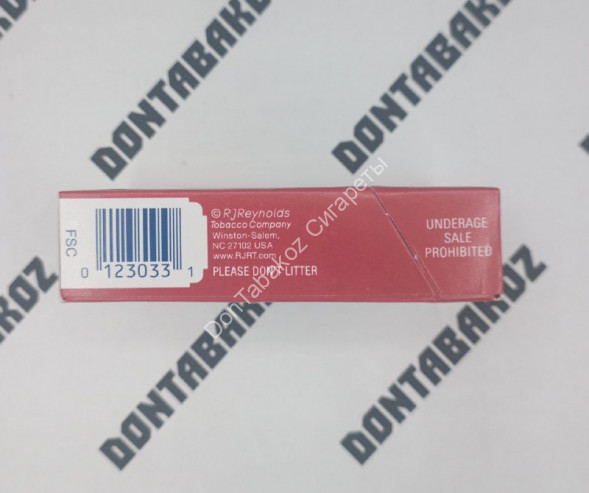 DONTABAKOZ
DONTABAKOZ
FSC
0 123033 1
© RJReynolds
Tobacco Company
Winston-Salem,
NC 27102 USA
www.RJRT.com
PLEASE DON'T LITTER
UNDERAGE
SALE
PROHIBITED
DonTabakoz Сигареты
DONTABAKOZ
DONTABAKOZ
DONTABAKOZ